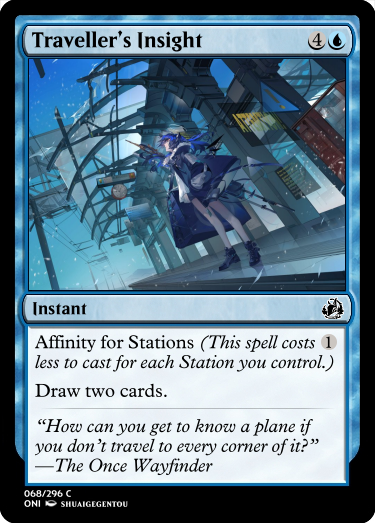 Traveller's Insight 4
Instant
Affinity for Stations (This spell costs 1
less to cast for each Station you control.)
Draw two cards.
“How can you get to know a plane if
you don’t travel to every corner of it?”
—The Once Wayfinder
068/296 C
ONI SHUAIGEGENTOU